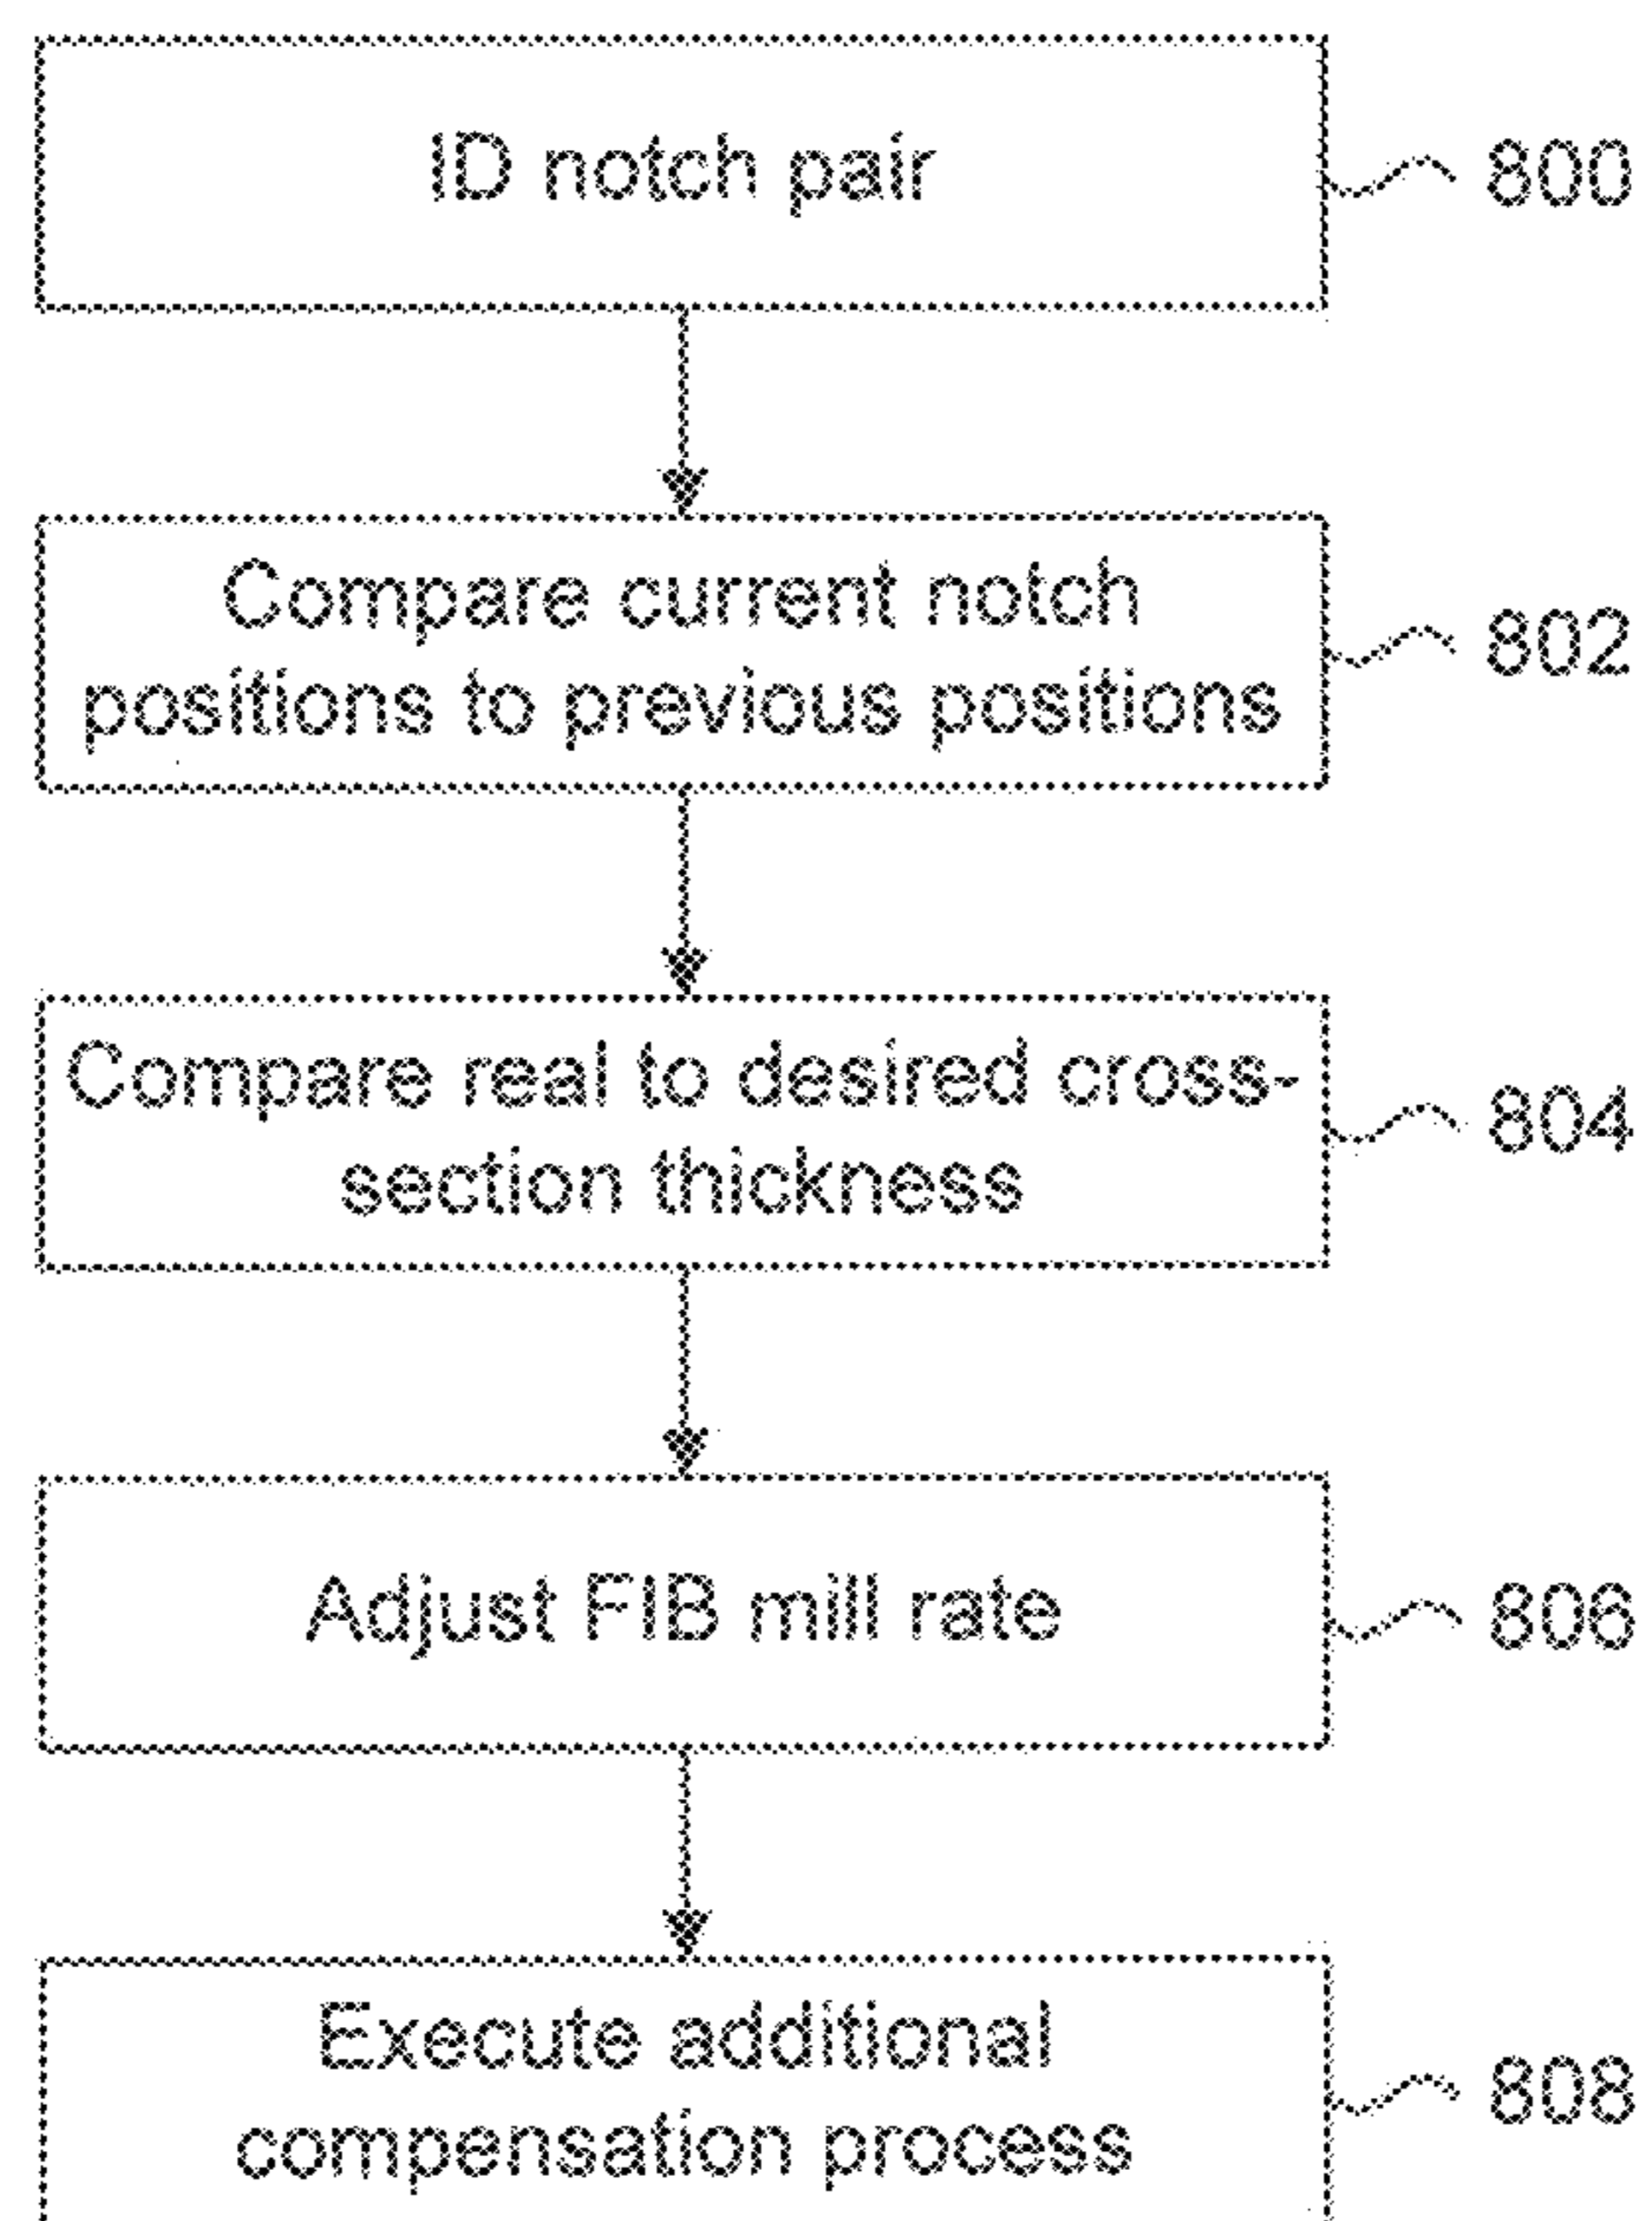 ID notch pair
800
Compare current notch
positions to previous positions
802
Compare real to desired cross-
section thickness
804
Adjust FIB mill rate
806
Execute additional
compensation process
808